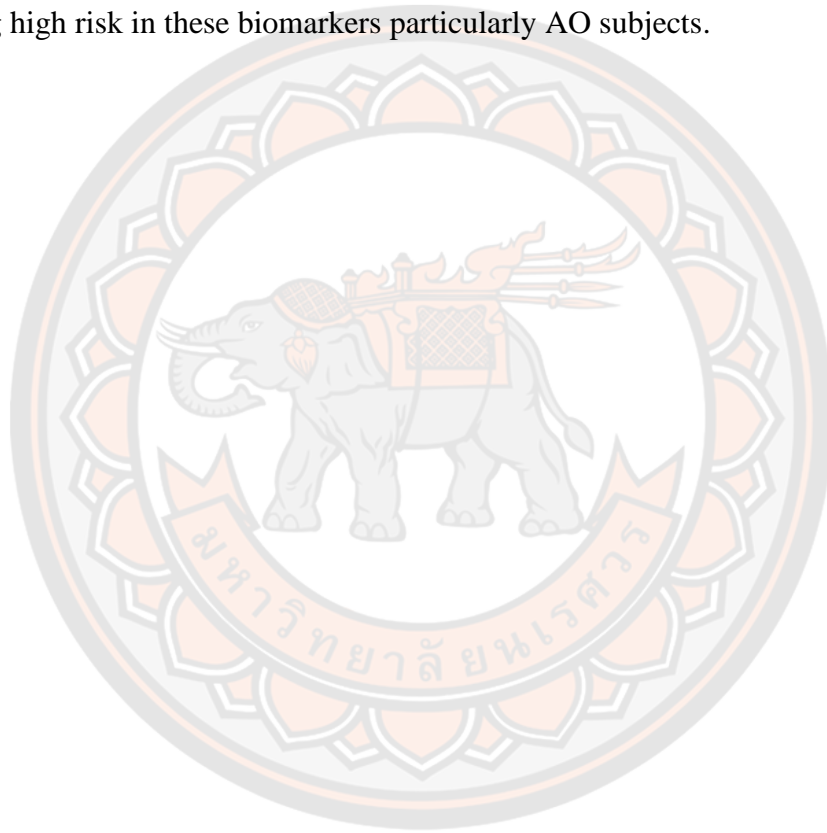 high risk in these biomarkers particularly AO subjects.
มหาวิทยาลัยนเรศวร